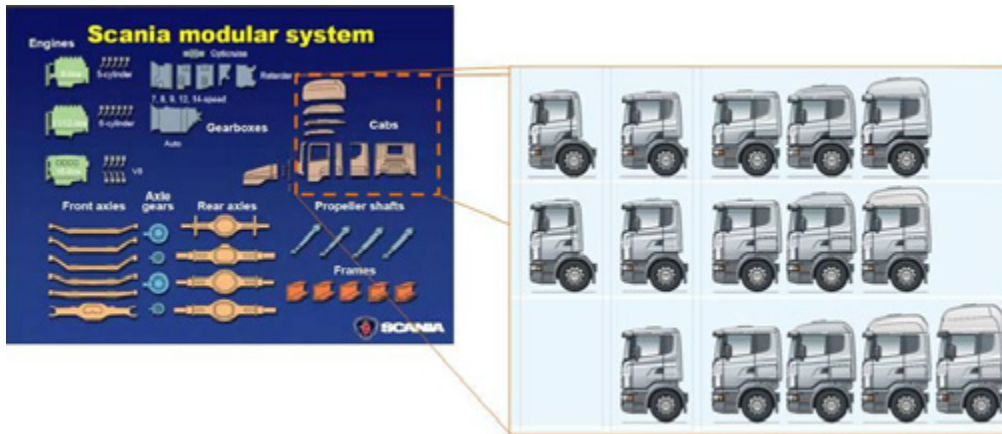 Scania modular system
Engines
Opticruise
5-cylinder
Retarder
7, 8, 9, 12, 14-speed
6-cylinder
Gearboxes
Cabs
Auto
V8
Front axles
Axle gears
Rear axles
Propeller shafts
Frames
SCANIA